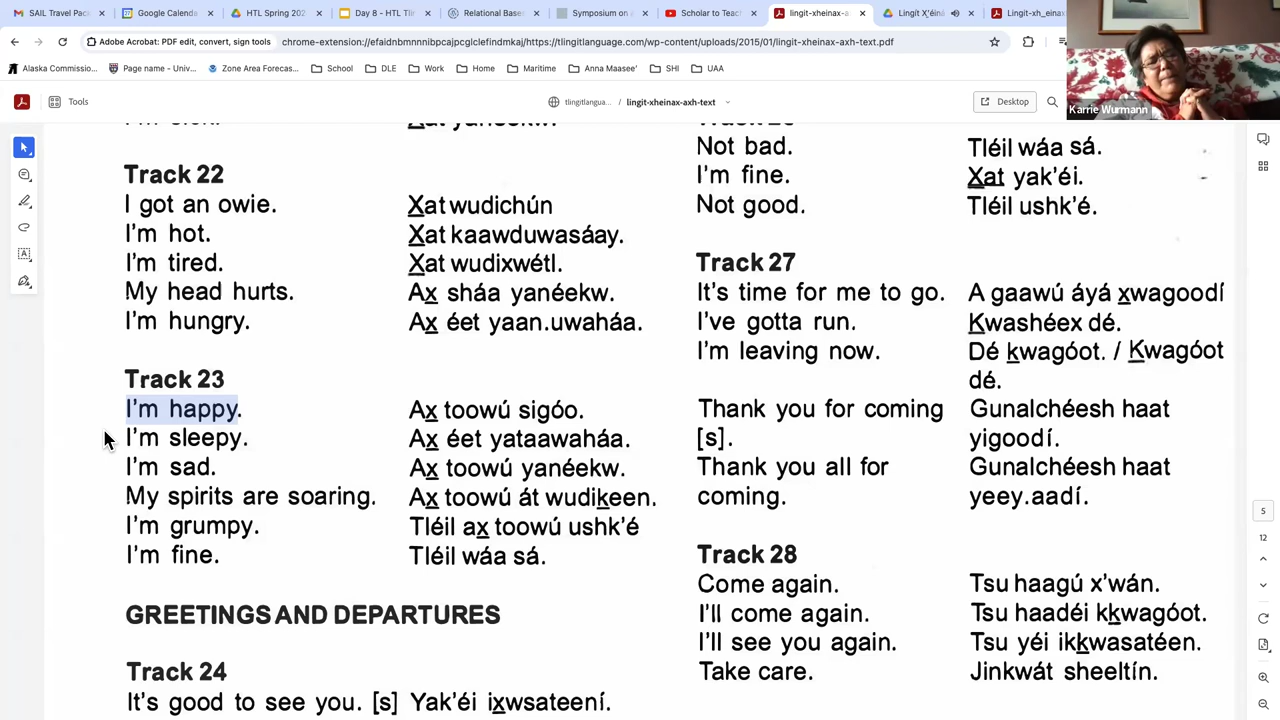 SAIL Travel Pack
Google Calenda
HTL Spring 202
Day 8 - HTL Tli
Relational Base
Symposium on
Scholar to Teac
lingit-xheinax-a
Lingít X̱'éiná
Lingit-xh_einax
Adobe Acrobat: PDF edit, convert, sign tools
chrome-extension://efaidnbmnnnibpcajpcglclefindmkaj/https://tlingitlanguage.com/wp-content/uploads/2015/01/lingit-xheinax-axh-text.pdf
Alaska Commissio...
Page name - Univ...
Zone Area Forecas...
School
DLE
Work
Home
Maritime
Anna Maasee'
SHI
UAA
Karrie Wurmann
Tools
tlingitlangua... / lingit-xheinax-axh-text
Desktop
Track 22
I got an owie. X̲at wudichún
I'm hot. X̲at kaawduwasáay.
I'm tired. X̲at wudixwétl.
My head hurts. Ax̲ sháa yanéekw.
I'm hungry. Ax̲ éet yaan.uwaháa.
Track 23
I'm happy. Ax̲ toowú sigóo.
I'm sleepy. Ax̲ éet yataawaháa.
I'm sad. Ax̲ toowú yanéekw.
My spirits are soaring. Ax̲ toowú át wudik̲een.
I'm grumpy. Tléil ax̲ toowú ushk'é
I'm fine. Tléil wáa sá.
GREETINGS AND DEPARTURES
Track 24
It's good to see you. [s] Yak'éi ix̲wsateení.
Not bad. Tléil wáa sá.
I'm fine. X̲at yak'éi.
Not good. Tléil ushk'é.
Track 27
It's time for me to go. A gaawú áyá x̲wagoodí
I've gotta run. K̲washéex dé.
I'm leaving now. Dé k̲wagóot. / K̲wagóot
dé.
Thank you for coming Gunalchéesh haat
[s]. yigoodí.
Thank you all for Gunalchéesh haat
coming. yeey.aadí.
Track 28
Come again. Tsu haagú x'wán.
I'll come again. Tsu haadéi kk̲wagóot.
I'll see you again. Tsu yéi ikk̲wasatéen.
Take care. Jinkwát sheeltín.
5
12